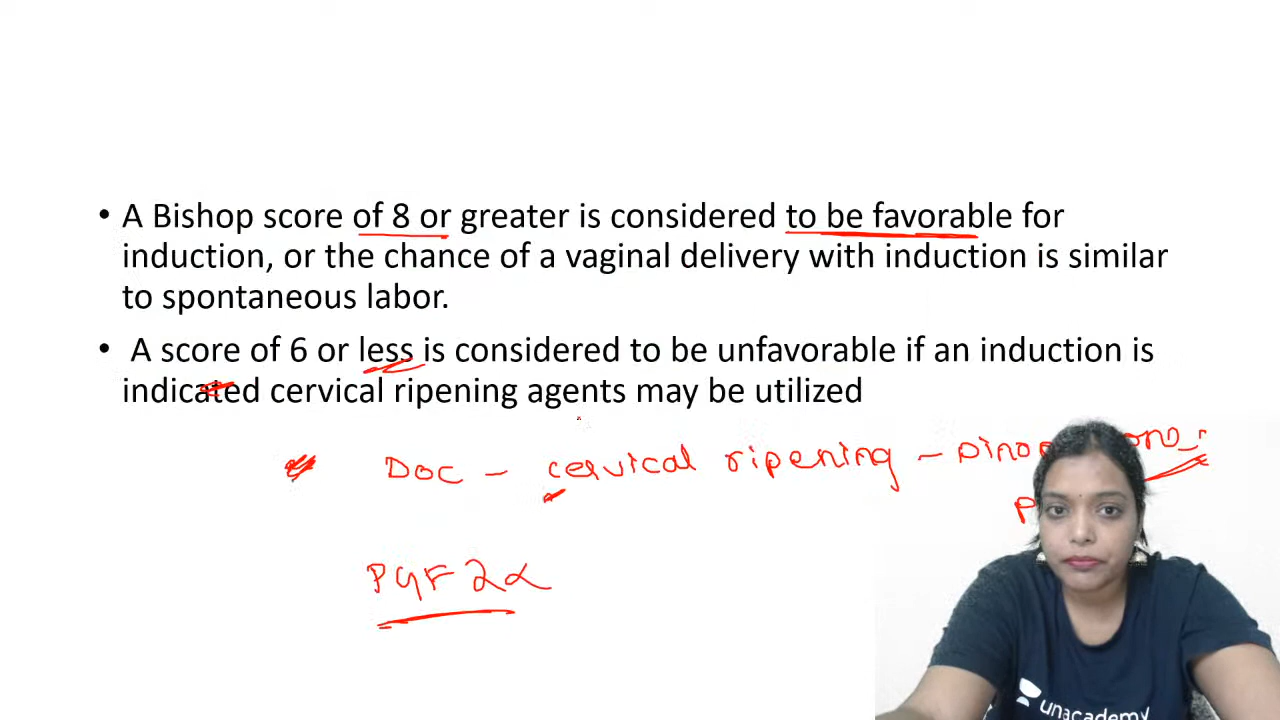 • A Bishop score of 8 or greater is considered to be favorable for
induction, or the chance of a vaginal delivery with induction is similar
to spontaneous labor.
• A score of 6 or less is considered to be unfavorable if an induction is
indicated cervical ripening agents may be utilized
* DOC - cervical ripening -
PGF2α
unacademy